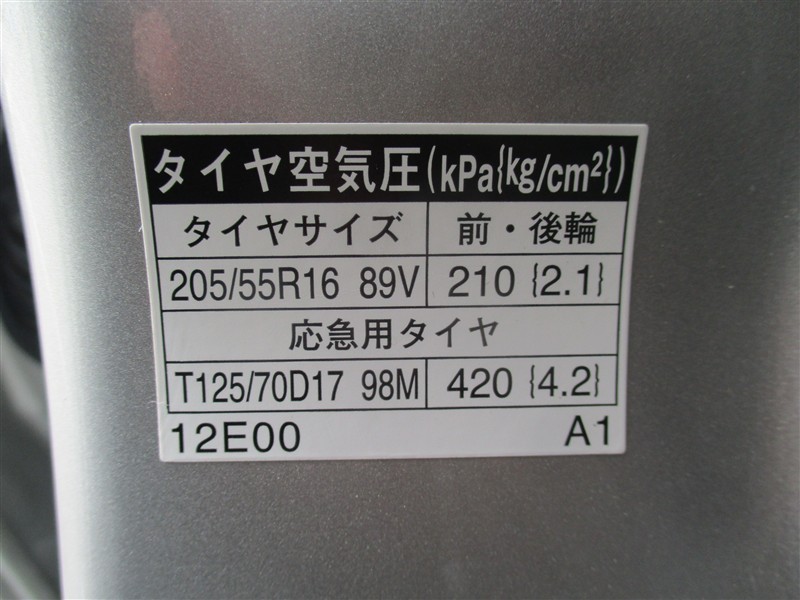 タイヤ空気圧(kPa{kg/cm²})
タイヤサイズ 前・後輪
205/55R16 89V 210 {2.1}
応急用タイヤ
T125/70D17 98M 420 {4.2}
12E00 A1